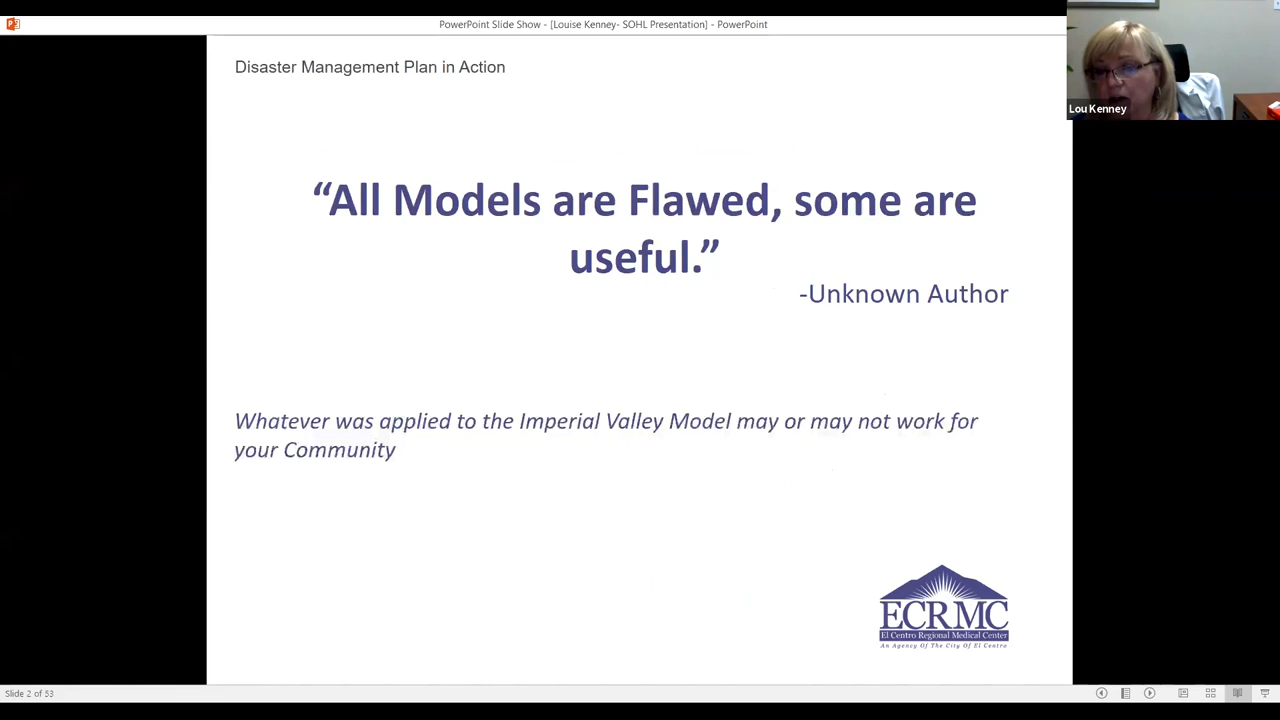 PowerPoint Slide Show - [Louise Kenney- SOHL Presentation] - PowerPoint
Lou Kenney
Disaster Management Plan in Action
“All Models are Flawed, some are
useful.”
-Unknown Author
Whatever was applied to the Imperial Valley Model may or may not work for
your Community
ECRMC
El Centro Regional Medical Center
An Agency Of The City Of El Centro
Slide 2 of 53